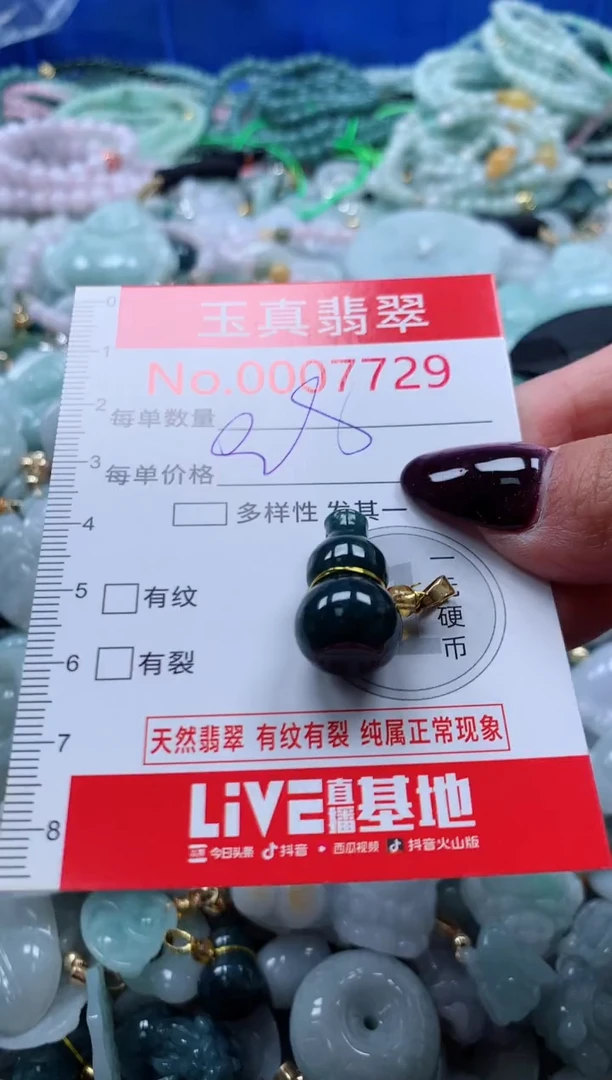 玉真翡翠
No.0007729
每单数量
每单价格
28
多样性 发其一
一元硬币
有纹
有裂
天然翡翠 有纹有裂 纯属正常现象
LiVE直播基地
今日头条 抖音 西瓜视频 抖音火山版
0
1
2
3
4
5
6
7
8